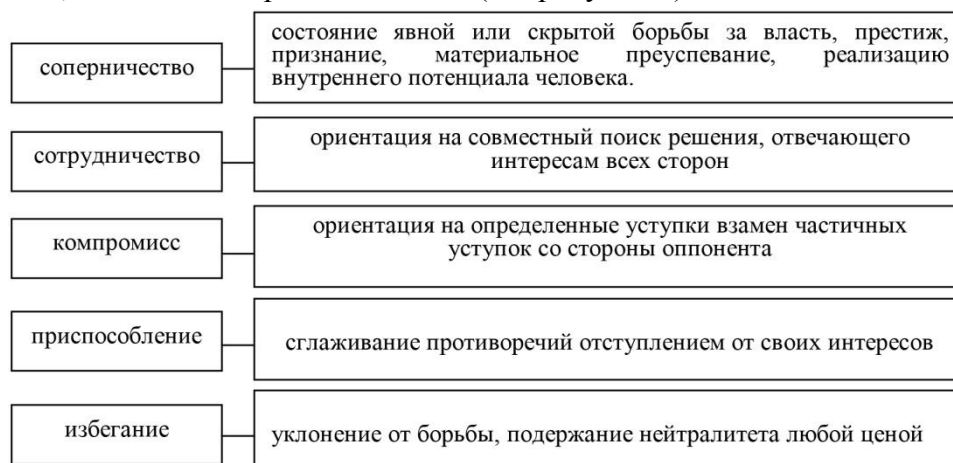 соперничество
состояние явной или скрытой борьбы за власть, престиж,
признание, материальное преуспевание, реализацию
внутреннего потенциала человека.
сотрудничество
ориентация на совместный поиск решения, отвечающего
интересам всех сторон
компромисс
ориентация на определенные уступки взамен частичных
уступок со стороны оппонента
приспособление
сглаживание противоречий отступлением от своих интересов
избегание
уклонение от борьбы, подержание нейтралитета любой ценой